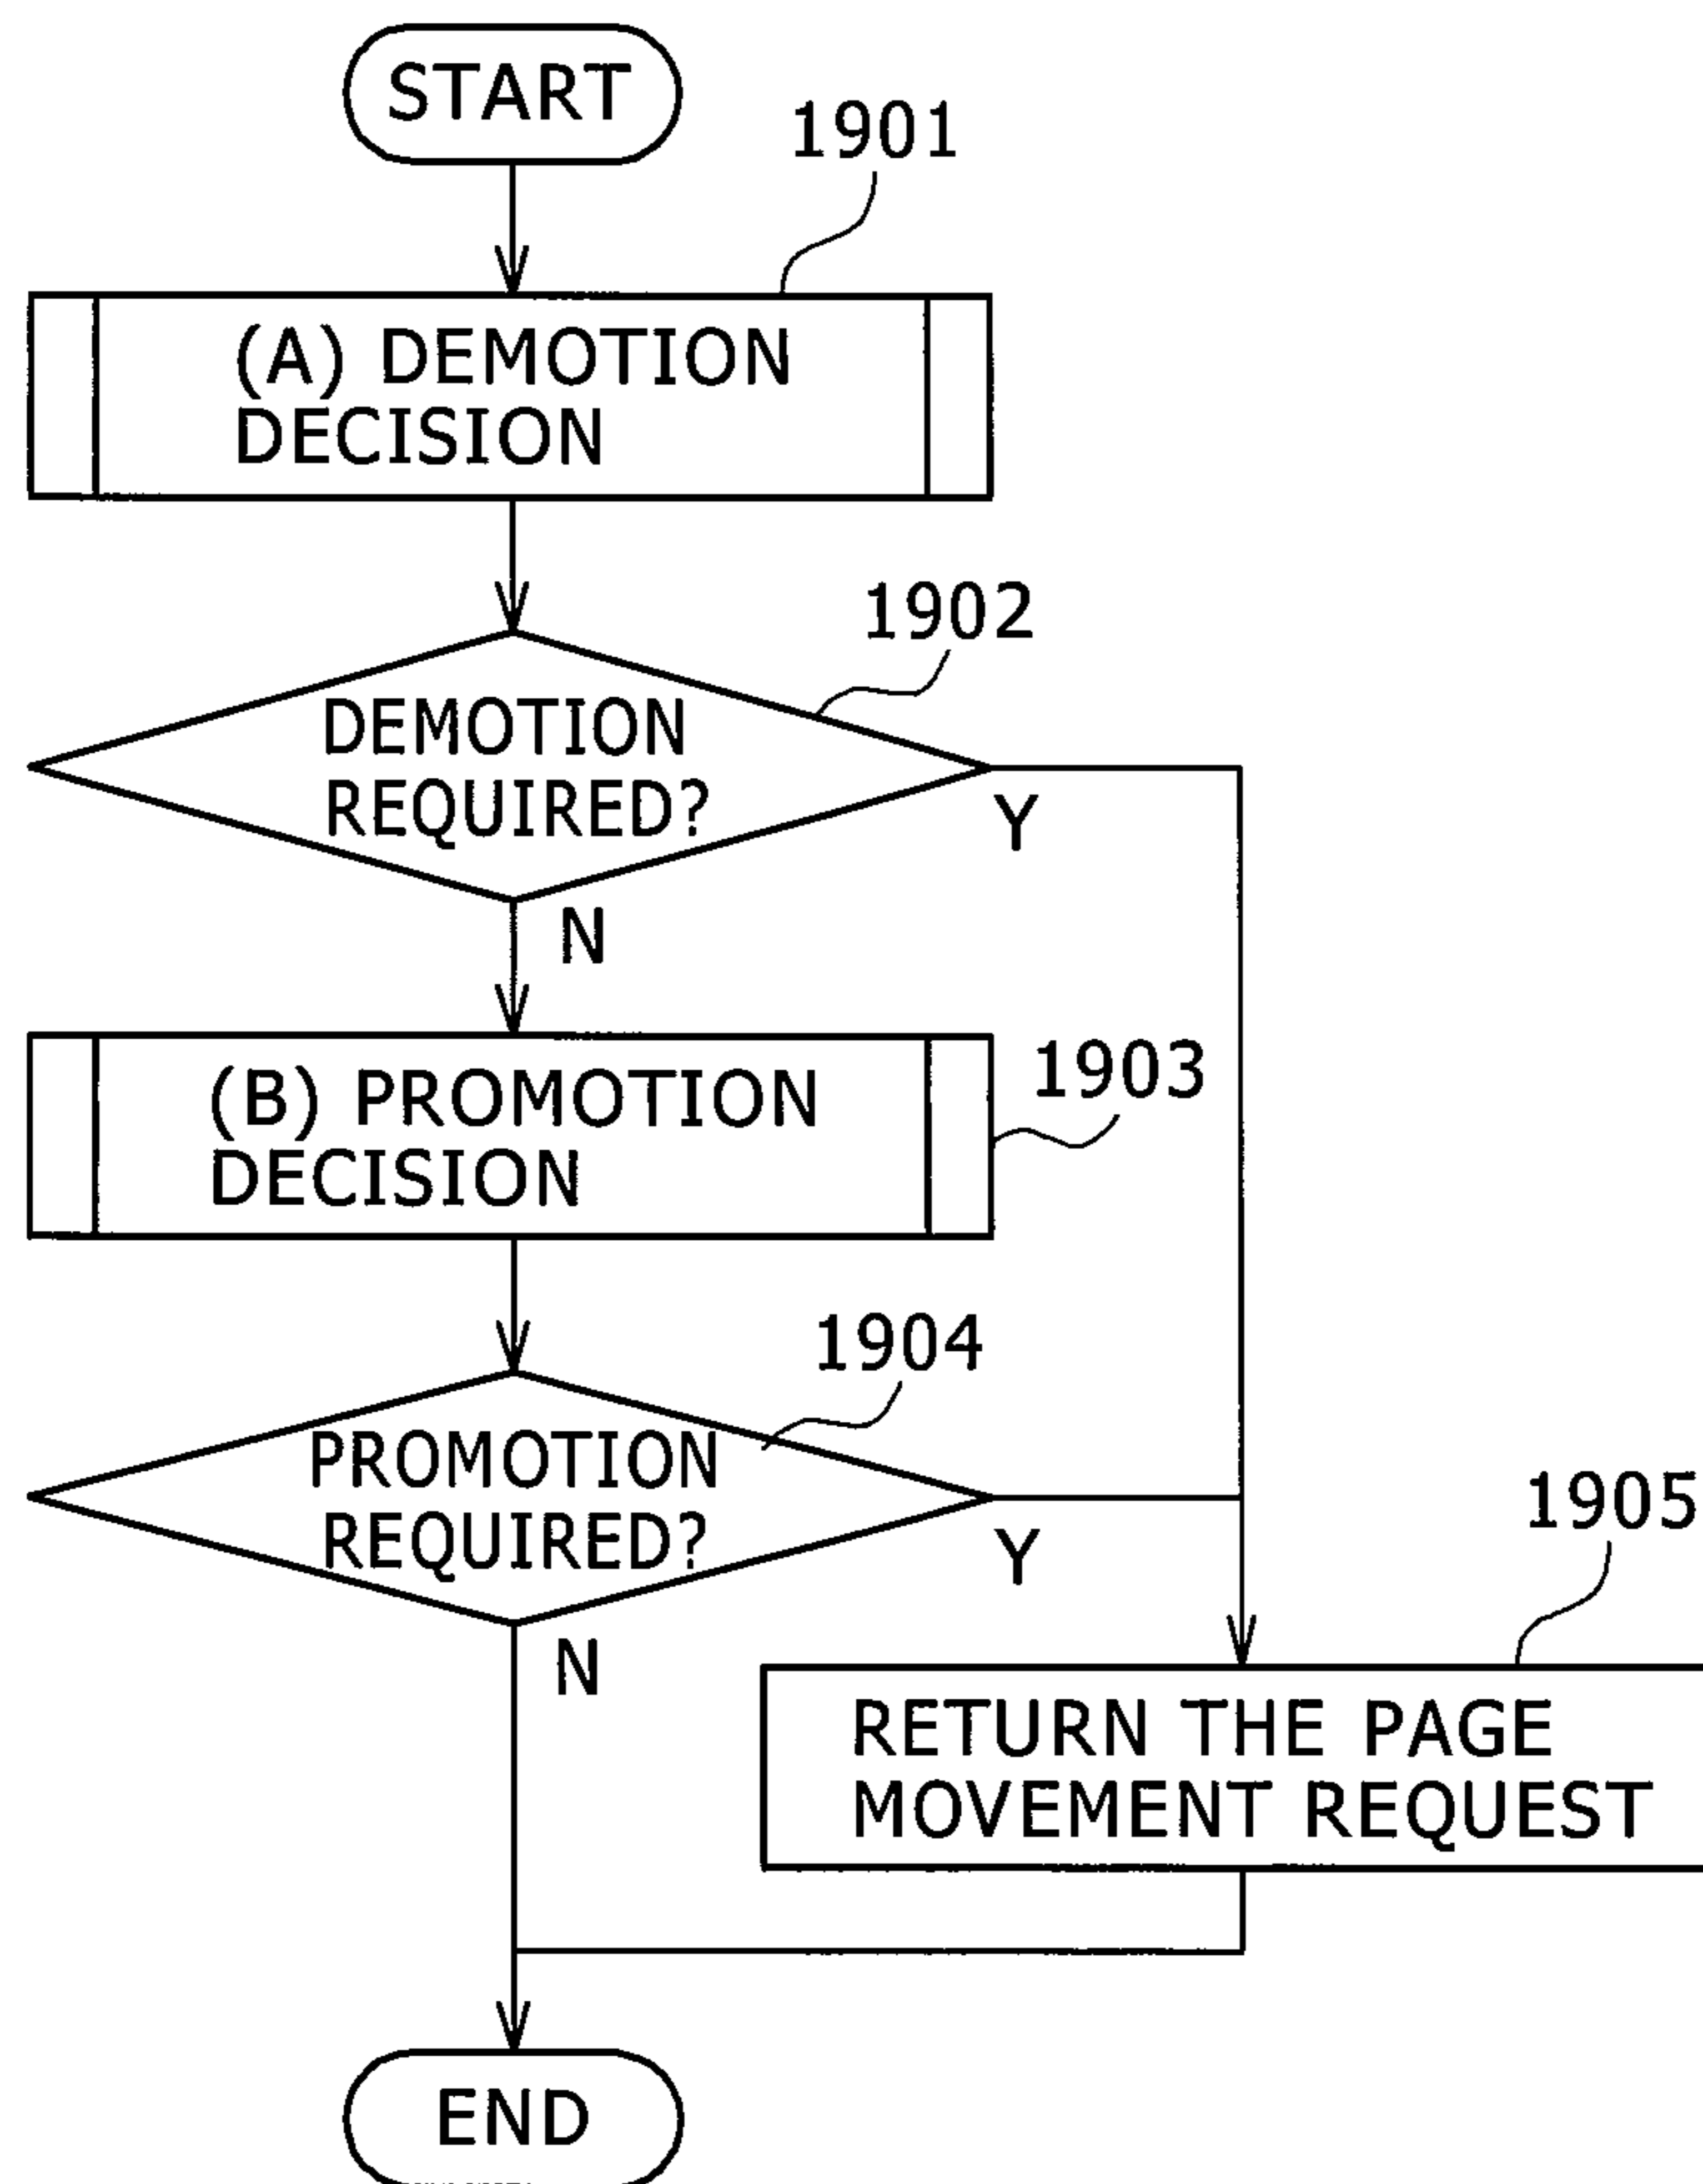 START
1901
(A) DEMOTION
DECISION
1902
DEMOTION
REQUIRED?
Y
N
(B) PROMOTION
DECISION
1903
1904
PROMOTION
REQUIRED?
Y
N
1905
RETURN THE PAGE
MOVEMENT REQUEST
END